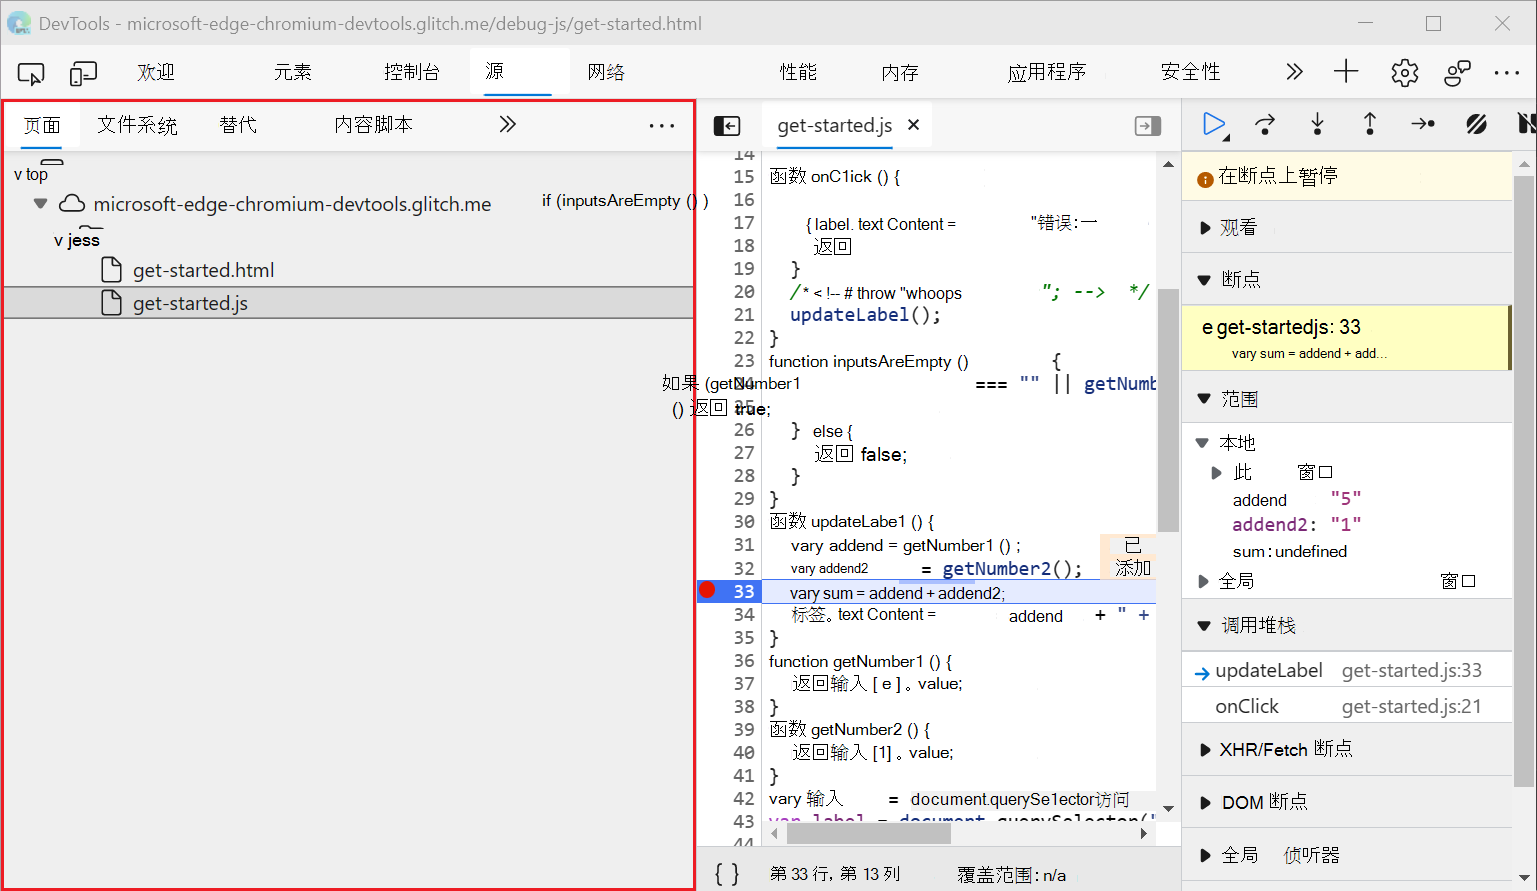 DevTools - microsoft-edge-chromium-devtools.glitch.me/debug-js/get-started.html
欢迎 元素 控制台 源 网络 性能 内存 应用程序 安全性
页面 文件系统 替代 内容脚本
v top
microsoft-edge-chromium-devtools.glitch.me
v jess
get-started.html
get-started.js
get-started.js
14
15 函数 onC1ick () {
16 if (inputsAreEmpty () )
17 { label. text Content = "错误:一
18 返回
19 }
20 /* < !-- # throw "whoops "; --> */
21 updateLabel();
22 }
23 function inputsAreEmpty () {
24 如果 (getNumber1 === "" || getNumb
25 () 返回 true;
26 } else {
27 返回 false;
28 }
29 }
30 函数 updateLabe1 () {
31 vary addend = getNumber1 () ; 已
32 vary addend2 = getNumber2(); 添加
33 vary sum = addend + addend2;
34 标签。text Content = addend + " +
35 }
36 function getNumber1 () {
37 返回输入 [ e ] 。value;
38 }
39 函数 getNumber2 () {
40 返回输入 [1] 。value;
41 }
42 vary 输入 = document.querySe1ector访问
43 var label = document.querySelector("
44
{ } 第 33 行, 第 13 列 覆盖范围: n/a
在断点上暂停
观看
断点
e get-startedjs: 33
vary sum = addend + add...
范围
本地
此 窗口
addend "5"
addend2: "1"
sum : undefined
全局 窗口
调用堆栈
updateLabel get-started.js:33
onClick get-started.js:21
XHR/Fetch 断点
DOM 断点
全局 侦听器